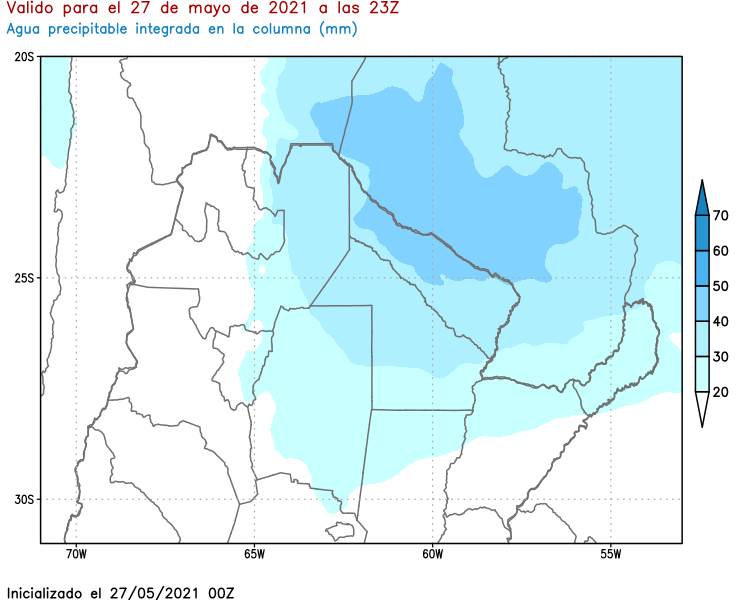 Valido para el 27 de mayo de 2021 a las 23Z
Agua precipitable integrada en la columna (mm)
20S
25S
30S
70W
65W
60W
55W
70
60
50
40
30
20
Inicializado el 27/05/2021 00Z